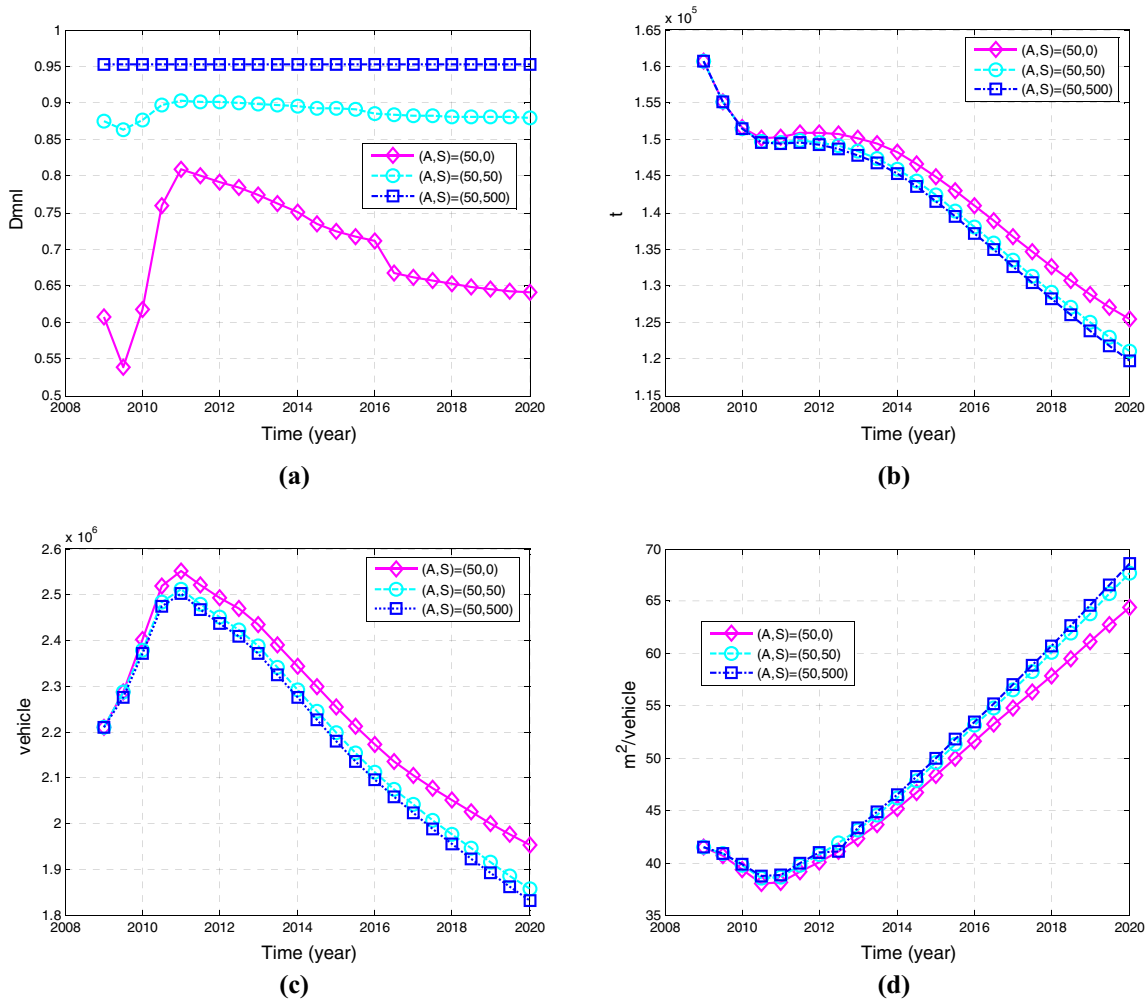 1
0.95
0.9
0.85
0.8
0.75
0.7
0.65
0.6
0.55
0.5
Dmnl
(A,S)=(50,0)
(A,S)=(50,50)
(A,S)=(50,500)
2008 2010 2012 2014 2016 2018 2020
Time (year)
(a)
x 10^5
1.65
1.6
1.55
1.5
1.45
1.4
1.35
1.3
1.25
1.2
1.15
t
(A,S)=(50,0)
(A,S)=(50,50)
(A,S)=(50,500)
2008 2010 2012 2014 2016 2018 2020
Time (year)
(b)
x 10^6
2.6
2.5
2.4
2.3
2.2
2.1
2
1.9
1.8
vehicle
(A,S)=(50,0)
(A,S)=(50,50)
(A,S)=(50,500)
2008 2010 2012 2014 2016 2018 2020
Time (year)
(c)
70
65
60
55
50
45
40
35
m²/vehicle
(A,S)=(50,0)
(A,S)=(50,50)
(A,S)=(50,500)
2008 2010 2012 2014 2016 2018 2020
Time (year)
(d)